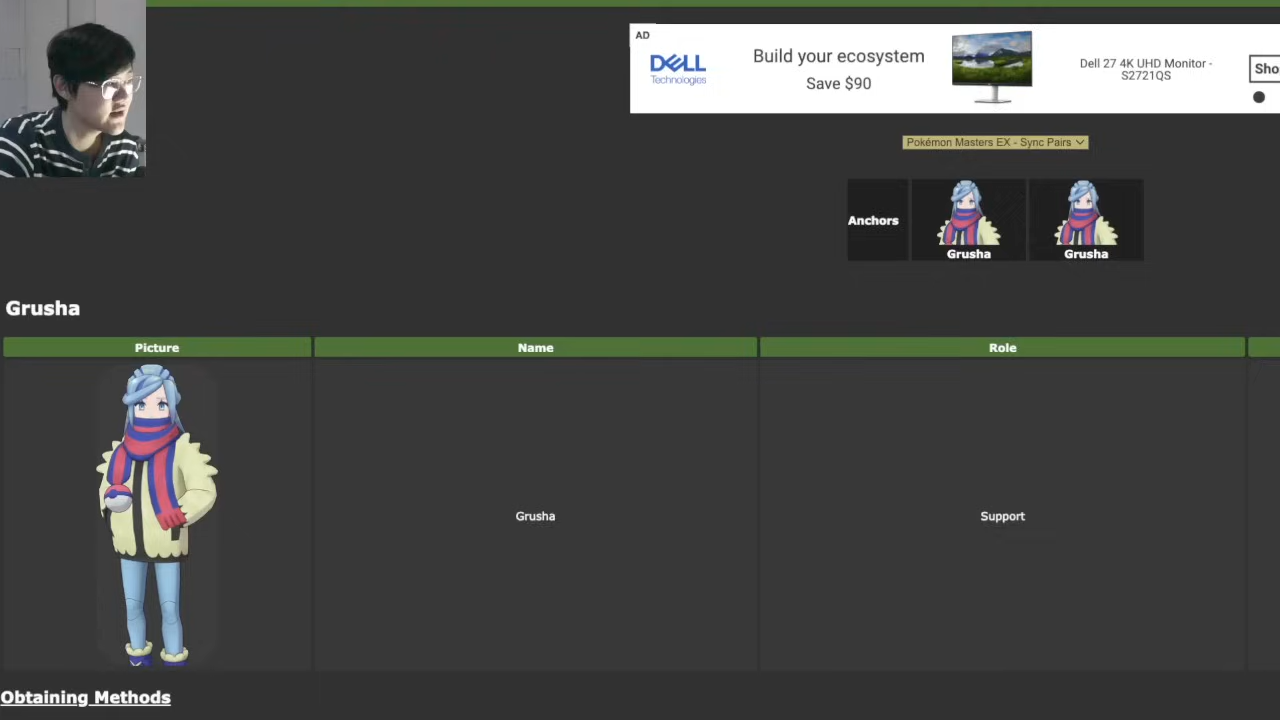 AD
DELL
Technologies
Build your ecosystem
Save $90
Dell 27 4K UHD Monitor -
S2721QS
Sho
Pokémon Masters EX - Sync Pairs
Anchors
Grusha
Grusha
Grusha
Picture
Name
Role
Grusha
Support
Obtaining Methods